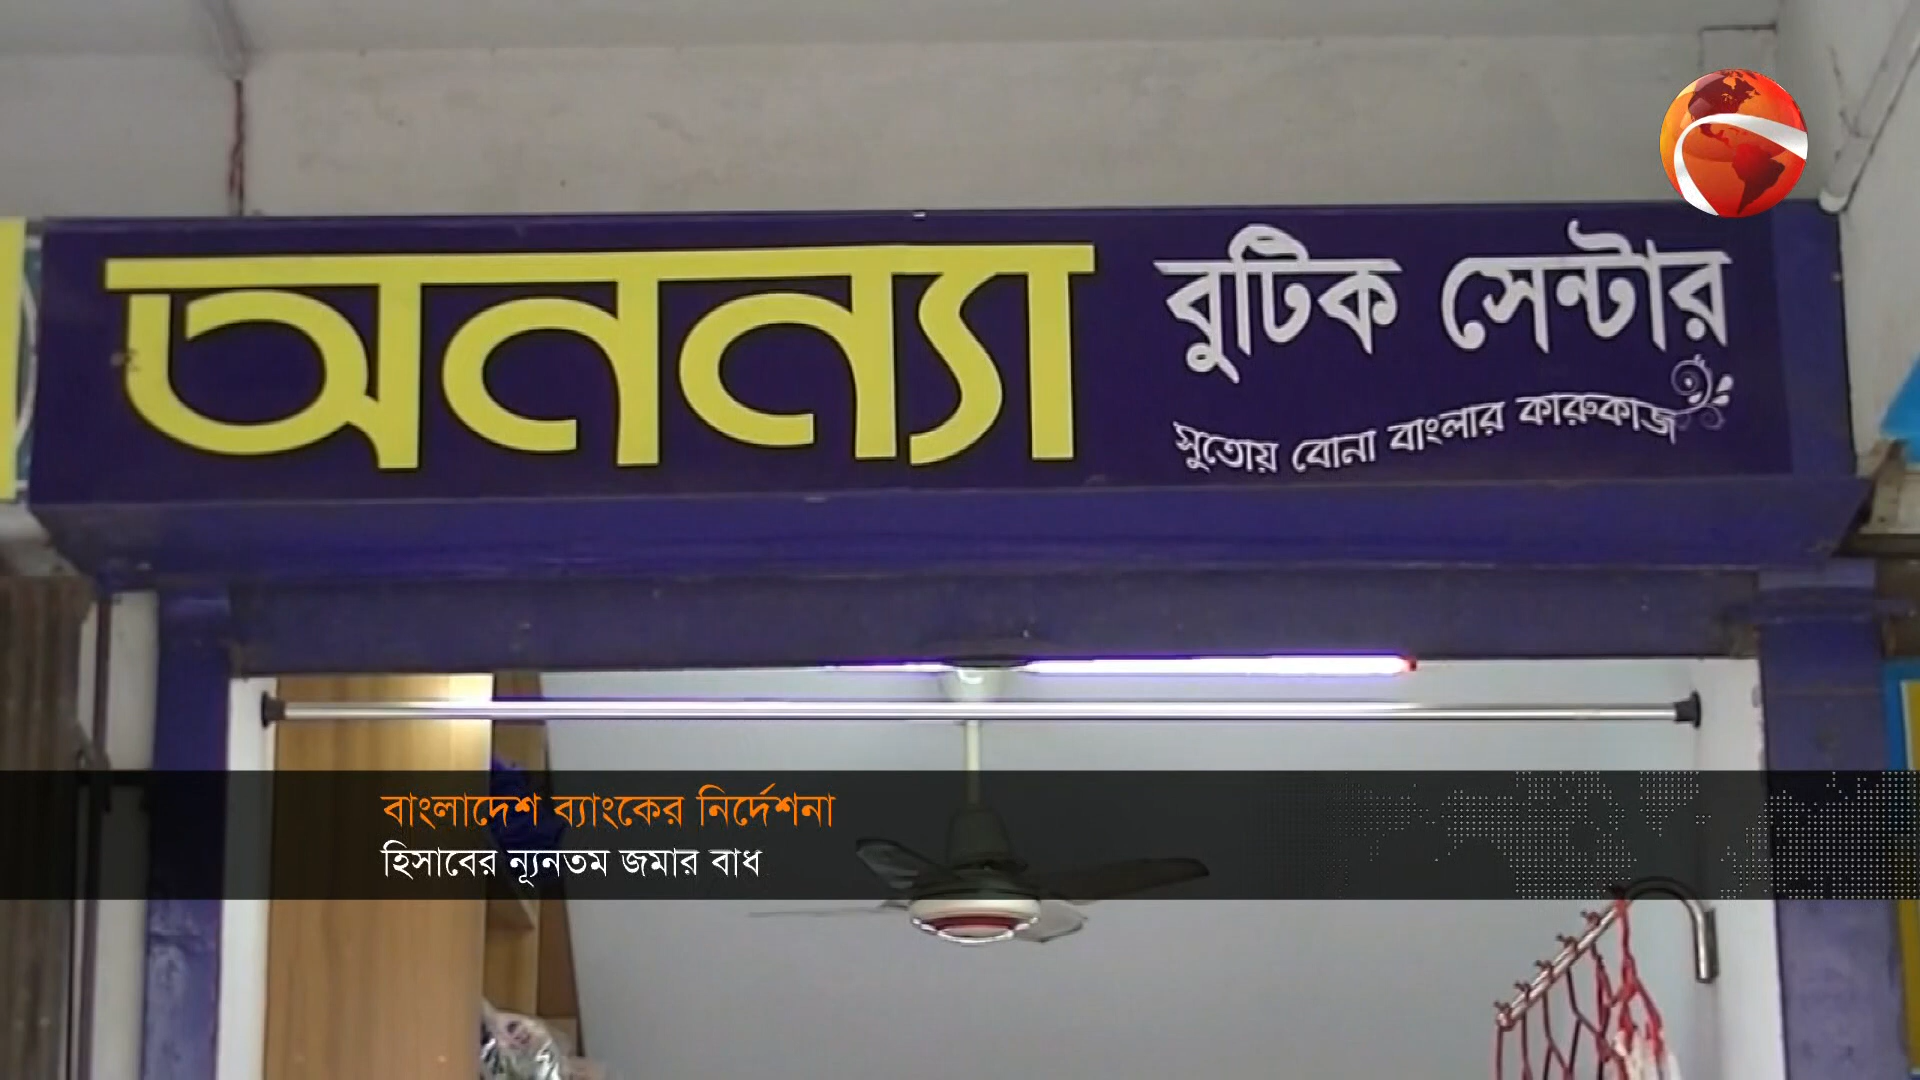 অনন্যা
বুটিক সেন্টার
সুতোয় বোনা বাংলার কারুকাজ
বাংলাদেশ ব্যাংকের নির্দেশনা
হিসাবের ন্যূনতম জমার বাধ